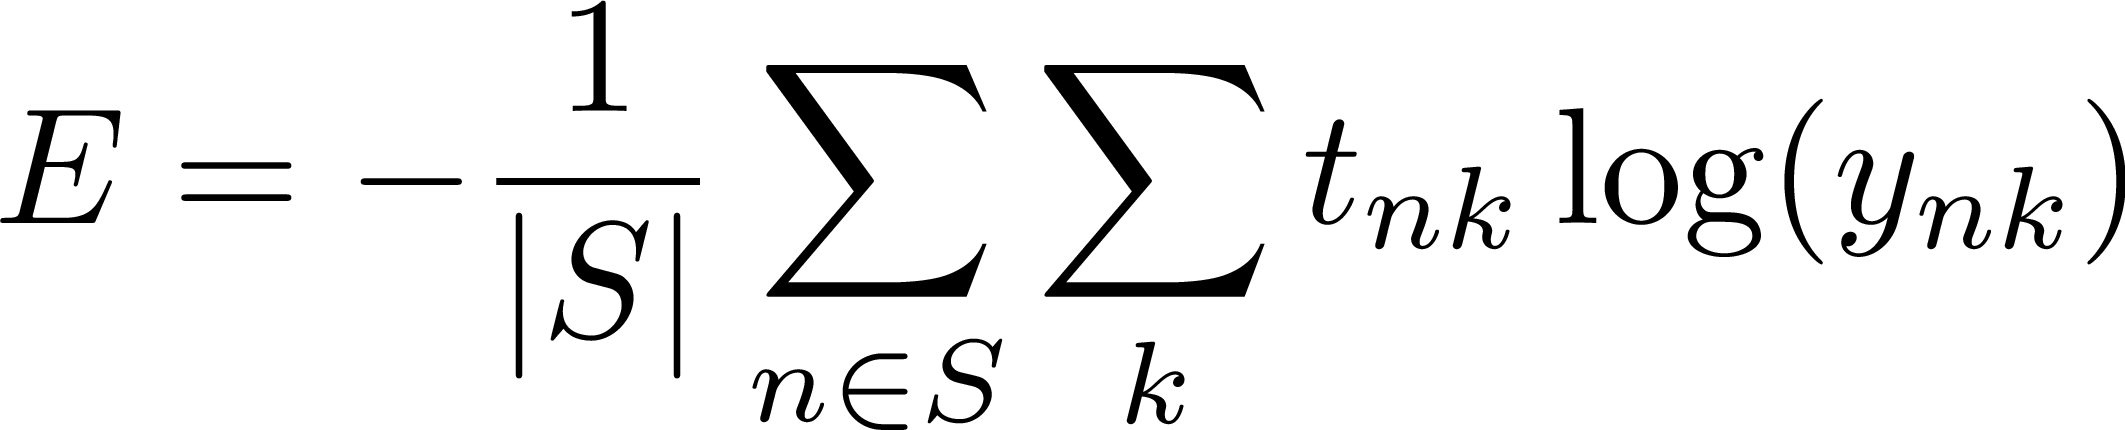 E = -\frac{1}{|S|} \sum_{n \in S} \sum_{k} t_{nk} \log(y_{nk})